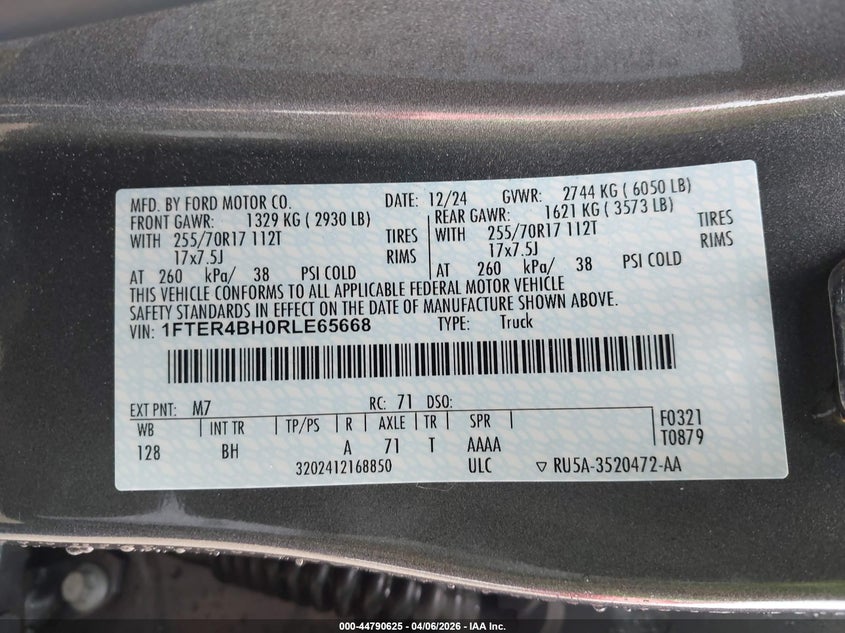 MFD. BY FORD MOTOR CO. DATE: 12/24 GVWR: 2744 KG ( 6050 LB)
FRONT GAWR: 1329 KG ( 2930 LB) REAR GAWR: 1621 KG ( 3573 LB)
WITH 255/70R17 112T TIRES WITH 255/70R17 112T TIRES
17x7.5J RIMS 17x7.5J RIMS
AT 260 kPa/ 38 PSI COLD AT 260 kPa/ 38 PSI COLD
THIS VEHICLE CONFORMS TO ALL APPLICABLE FEDERAL MOTOR VEHICLE
SAFETY STANDARDS IN EFFECT ON THE DATE OF MANUFACTURE SHOWN ABOVE.
VIN: 1FTER4BH0RLE65668 TYPE: Truck
EXT PNT: M7 RC: 71 DSO:
WB INT TR TP/PS R AXLE TR SPR F0321
128 BH A 71 T AAAA T0879
3202412168850 ULC ▽ RU5A-3520472-AA
000-44790625 - 04/06/2026 - IAA Inc.